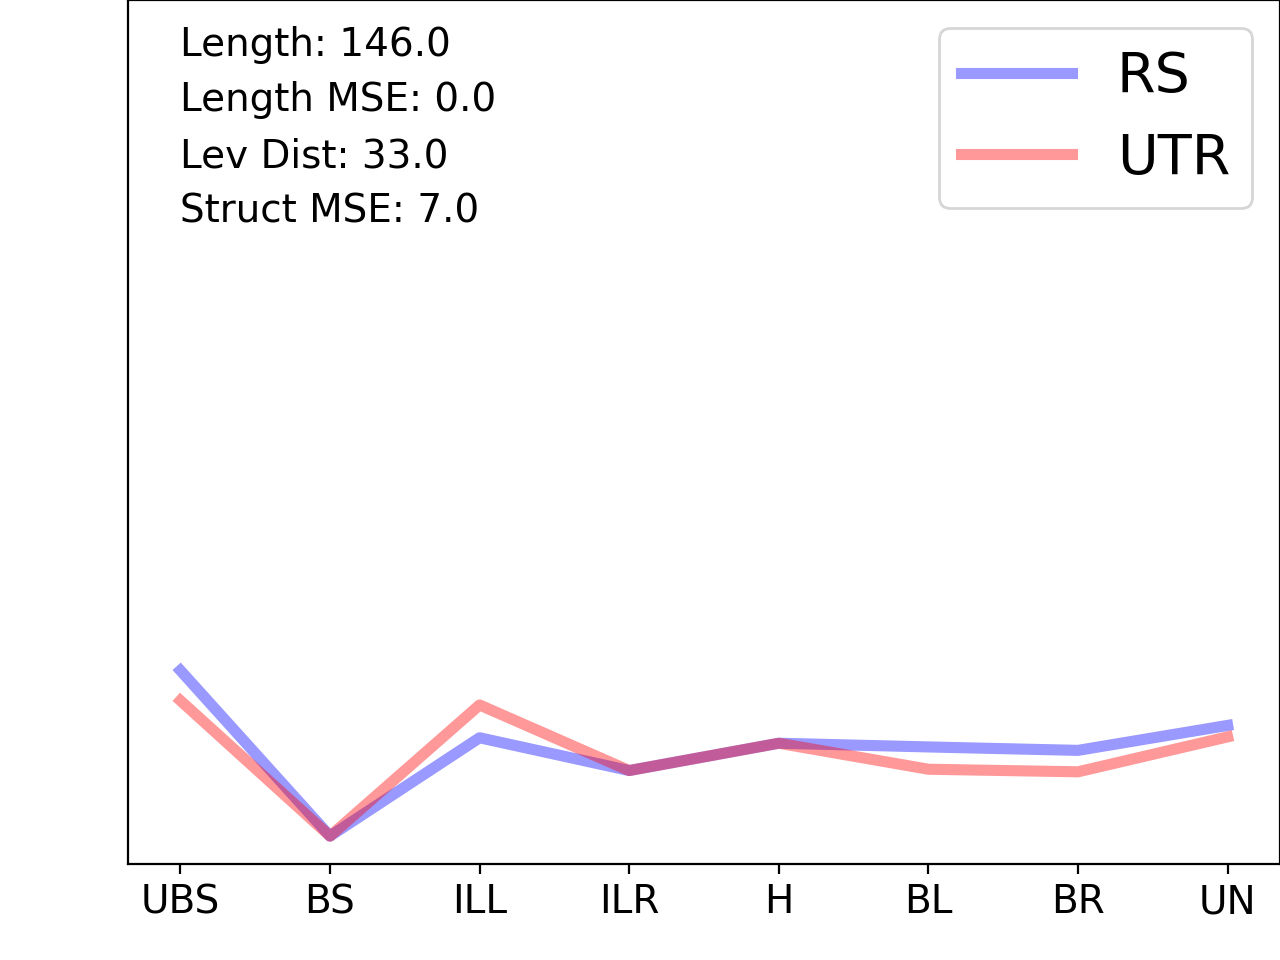 Length: 146.0
Length MSE: 0.0
Lev Dist: 33.0
Struct MSE: 7.0
RS
UTR
UBS BS ILL ILR H BL BR UN